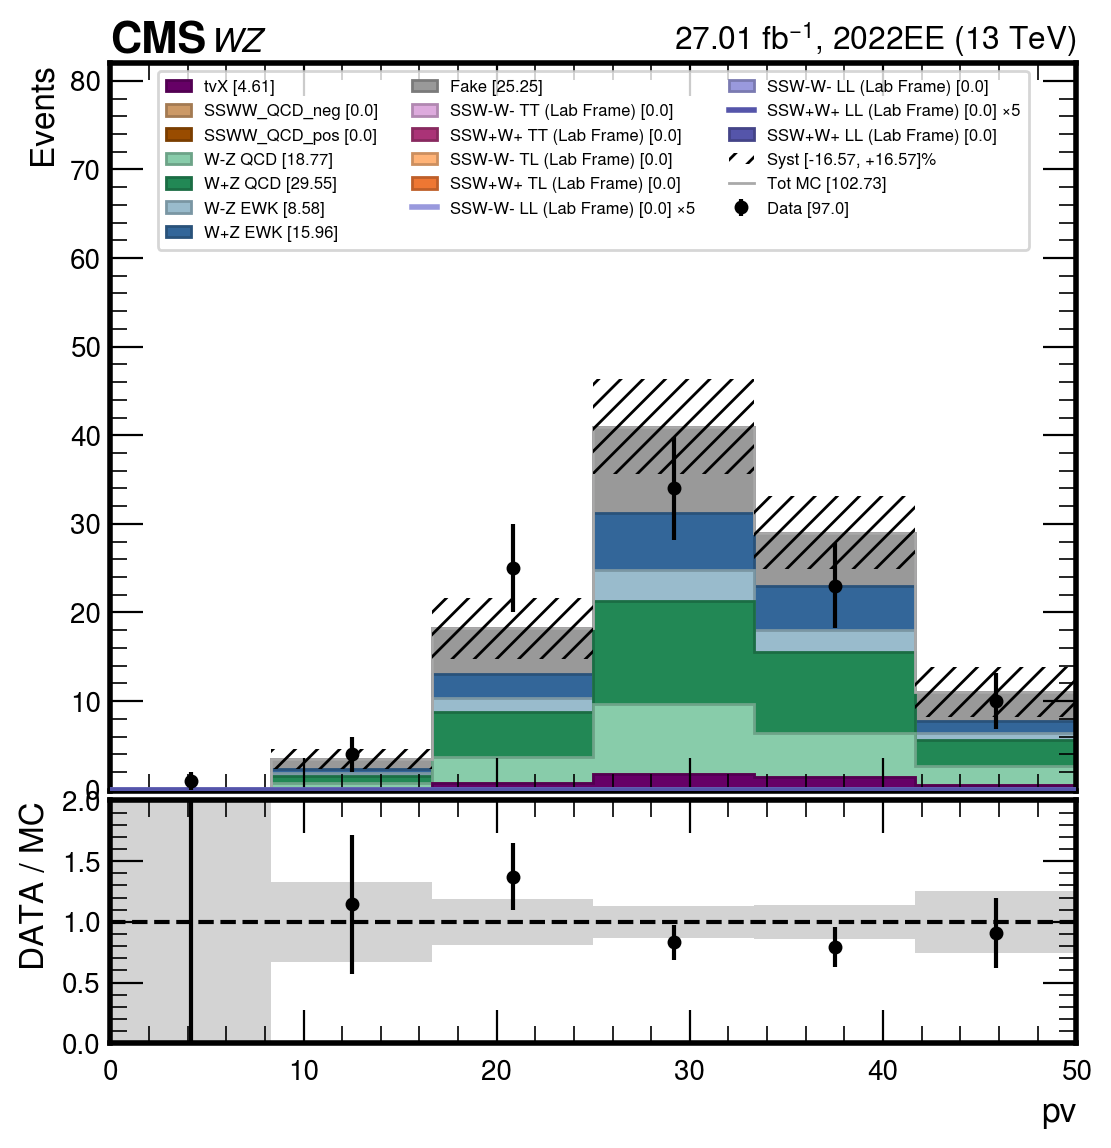 CMS WZ
27.01 fb⁻¹, 2022EE (13 TeV)
Events
80
70
60
50
40
30
20
10
0
tvX [4.61]
SSWW_QCD_neg [0.0]
SSWW_QCD_pos [0.0]
W-Z QCD [18.77]
W+Z QCD [29.55]
W-Z EWK [8.58]
W+Z EWK [15.96]
Fake [25.25]
SSW-W- TT (Lab Frame) [0.0]
SSW+W+ TT (Lab Frame) [0.0]
SSW-W- TL (Lab Frame) [0.0]
SSW+W+ TL (Lab Frame) [0.0]
SSW-W- LL (Lab Frame) [0.0] ×5
SSW-W- LL (Lab Frame) [0.0]
SSW+W+ LL (Lab Frame) [0.0] ×5
SSW+W+ LL (Lab Frame) [0.0]
Syst [-16.57, +16.57]%
Tot MC [102.73]
Data [97.0]
DATA / MC
2.0
1.5
1.0
0.5
0.0
0 10 20 30 40 50
pv